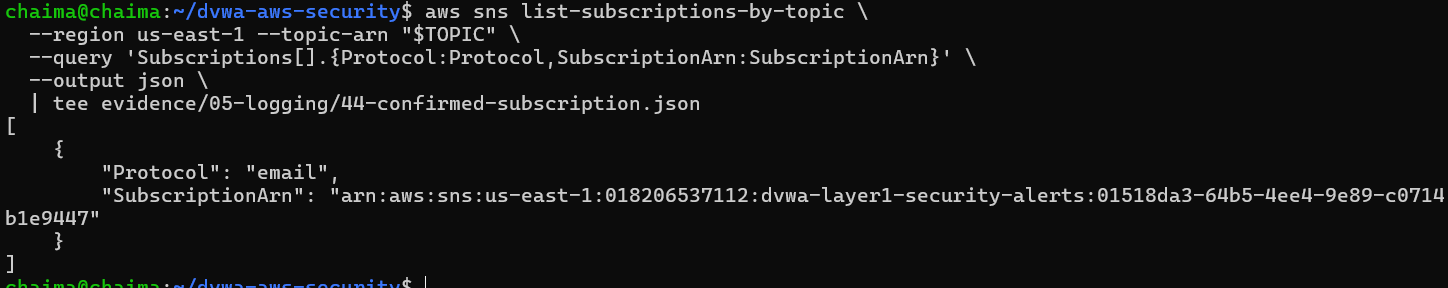 chaima@chaima:~/dvwa-aws-security$ aws sns list-subscriptions-by-topic \
  --region us-east-1 --topic-arn "$TOPIC" \
  --query 'Subscriptions[].{Protocol:Protocol,SubscriptionArn:SubscriptionArn}' \
  --output json \
  | tee evidence/05-logging/44-confirmed-subscription.json
[
    {
        "Protocol": "email",
        "SubscriptionArn": "arn:aws:sns:us-east-1:018206537112:dvwa-layer1-security-alerts:01518da3-64b5-4ee4-9e89-c0714
b1e9447"
    }
]
chaima@chaima:~/dvwa-aws-security$